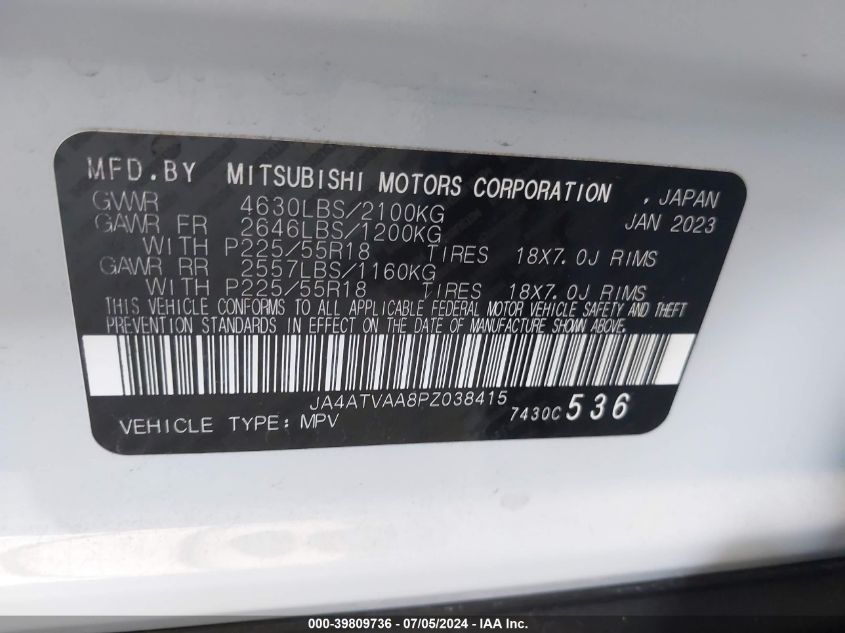 MFD.BY MITSUBISHI MOTORS CORPORATION , JAPAN
GVWR 4630LBS/2100KG JAN 2023
GAWR FR 2646LBS/1200KG
WITH P225/55R18 TIRES 18X7.0J RIMS
GAWR RR 2557LBS/1160KG
WITH P225/55R18 TIRES 18X7.0J RIMS
THIS VEHICLE CONFORMS TO ALL APPLICABLE FEDERAL MOTOR VEHICLE SAFETY AND THEFT
PREVENTION STANDARDS IN EFFECT ON THE DATE OF MANUFACTURE SHOWN ABOVE.
JA4ATVAA8PZ038415
VEHICLE TYPE: MPV 7430C 536
000-39809736 - 07/05/2024 - IAA Inc.